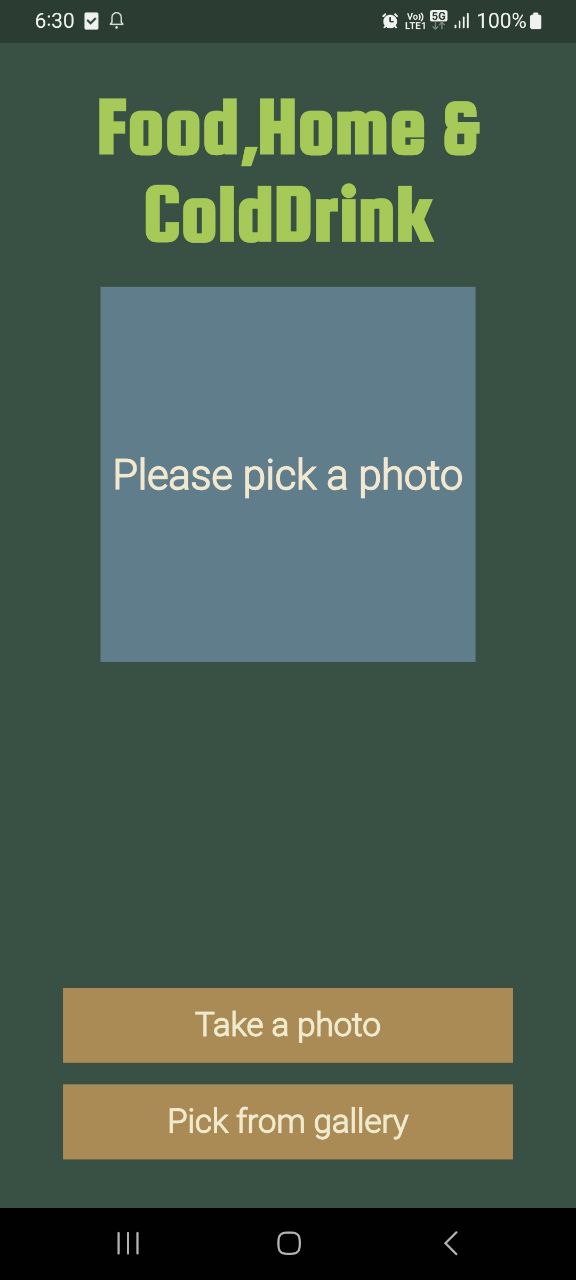 6:30 Vo)) LTE1 5G 100%
Food,Home &
ColdDrink
Please pick a photo
Take a photo
Pick from gallery